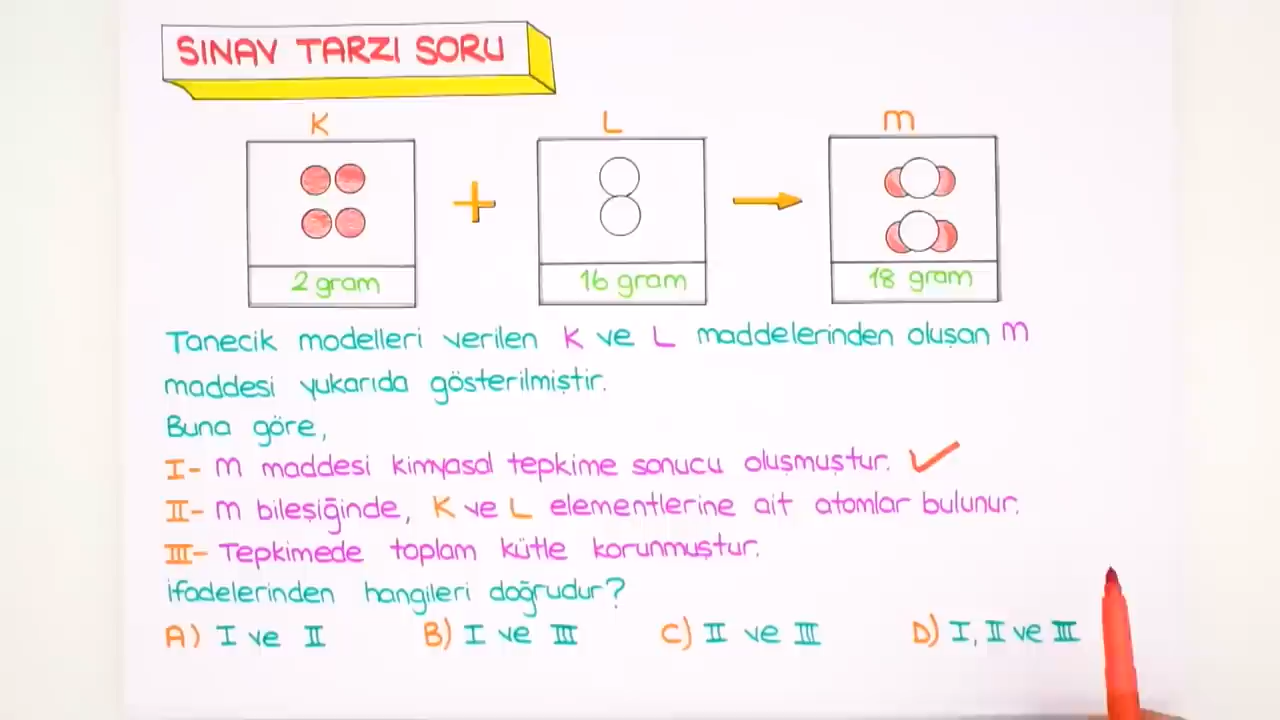 SINAV TARZI SORU
K L m
2 gram + 16 gram → 18 gram
Tanecik modelleri verilen K ve L maddelerinden oluşan m
maddesi yukarıda gösterilmiştir.
Buna göre,
I- m maddesi kimyasal tepkime sonucu oluşmuştur. ✓
II- m bileşiğinde, K ve L elementlerine ait atomlar bulunur.
III- Tepkimede toplam kütle korunmuştur.
ifadelerinden hangileri doğrudur?
A) I ve II B) I ve III C) II ve III D) I, II ve III